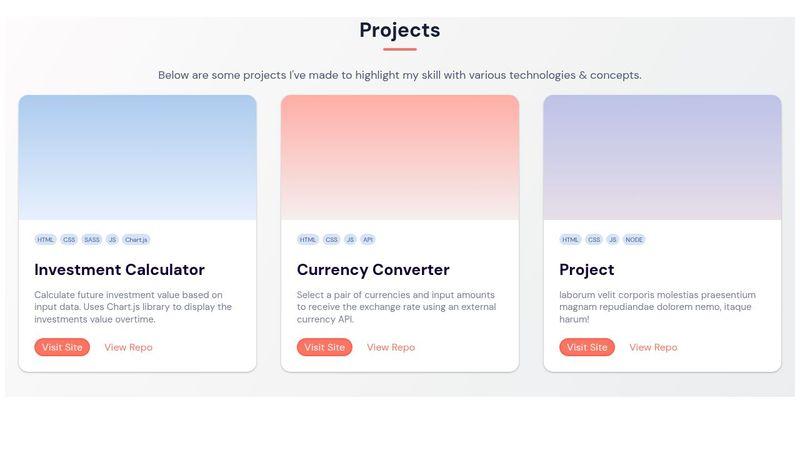 Projects
Below are some projects I've made to highlight my skill with various technologies & concepts.
HTML CSS SASS JS Chart.js
Investment Calculator
Calculate future investment value based on
input data. Uses Chart.js library to display the
investments value overtime.
Visit Site View Repo
HTML CSS JS API
Currency Converter
Select a pair of currencies and input amounts
to receive the exchange rate using an external
currency API.
Visit Site View Repo
HTML CSS JS NODE
Project
laborum velit corporis molestias praesentium
magnam repudiandae dolorem nemo, itaque
harum!
Visit Site View Repo